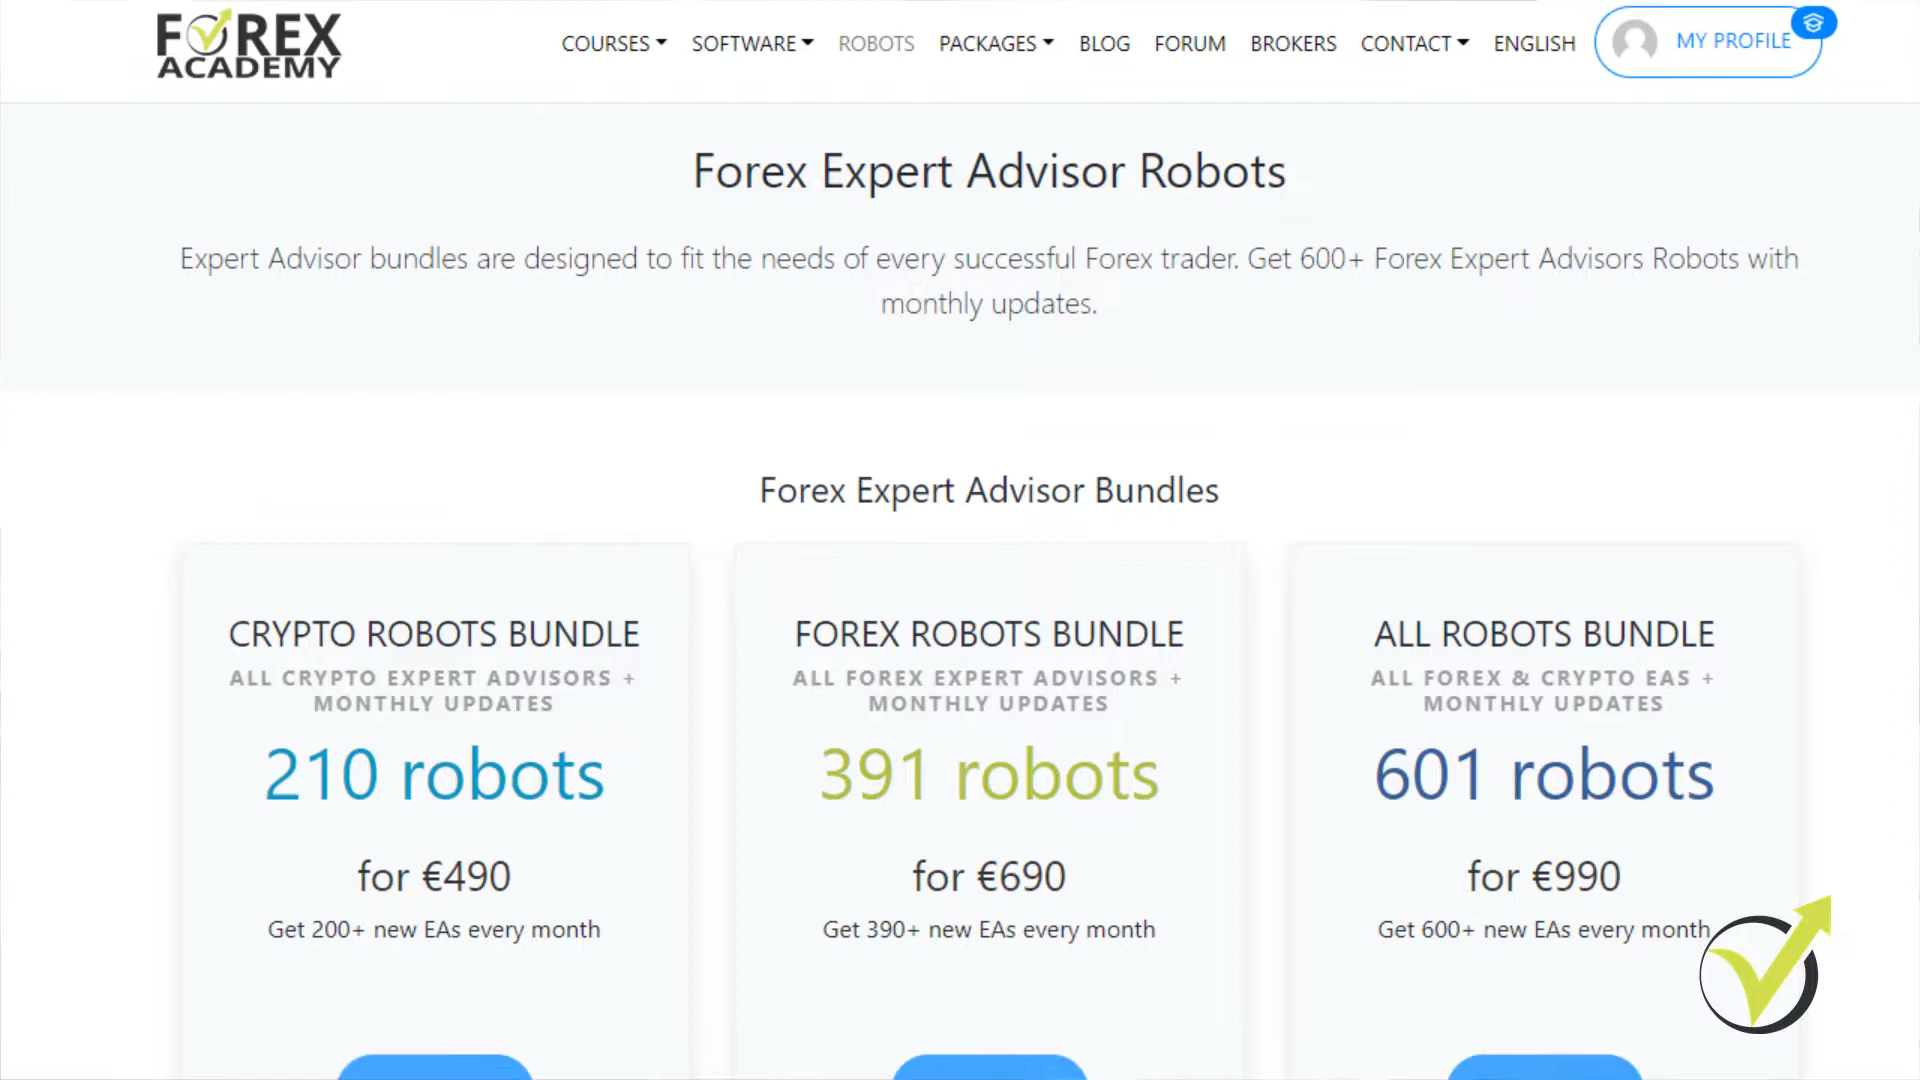 FOREX
ACADEMY
COURSES
SOFTWARE
ROBOTS
PACKAGES
BLOG
FORUM
BROKERS
CONTACT
ENGLISH
MY PROFILE
Forex Expert Advisor Robots
Expert Advisor bundles are designed to fit the needs of every successful Forex trader. Get 600+ Forex Expert Advisors Robots with
monthly updates.
Forex Expert Advisor Bundles
CRYPTO ROBOTS BUNDLE
ALL CRYPTO EXPERT ADVISORS +
MONTHLY UPDATES
210 robots
for €490
Get 200+ new EAs every month
FOREX ROBOTS BUNDLE
ALL FOREX EXPERT ADVISORS +
MONTHLY UPDATES
391 robots
for €690
Get 390+ new EAs every month
ALL ROBOTS BUNDLE
ALL FOREX & CRYPTO EAS +
MONTHLY UPDATES
601 robots
for €990
Get 600+ new EAs every month